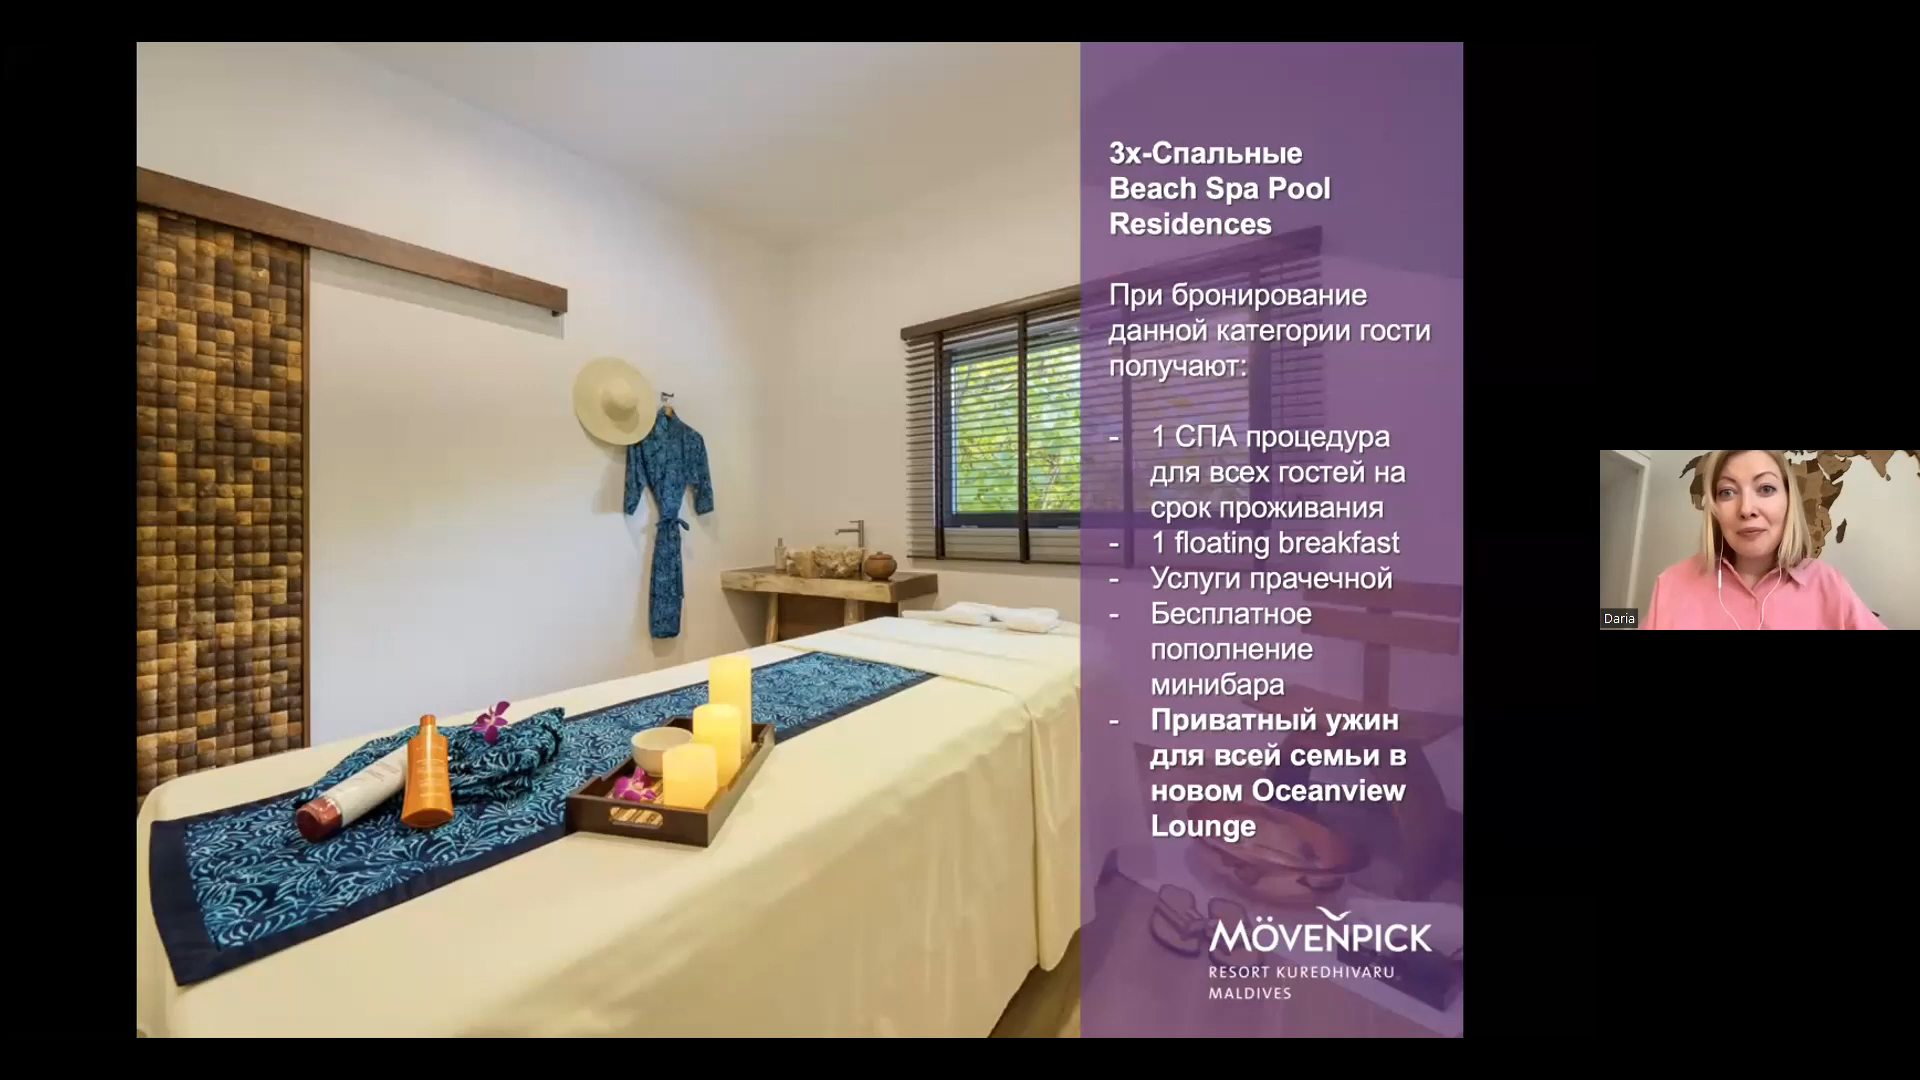 3х-Спальные
Beach Spa Pool
Residences
При бронирование
данной категории гости
получают:
- 1 СПА процедура
для всех гостей на
срок проживания
- 1 floating breakfast
- Услуги прачечной
- Бесплатное
пополнение
минибара
- Приватный ужин
для всей семьи в
новом Oceanview
Lounge
MÖVENPICK
RESORT KUREDHIVARU
MALDIVES
Daria